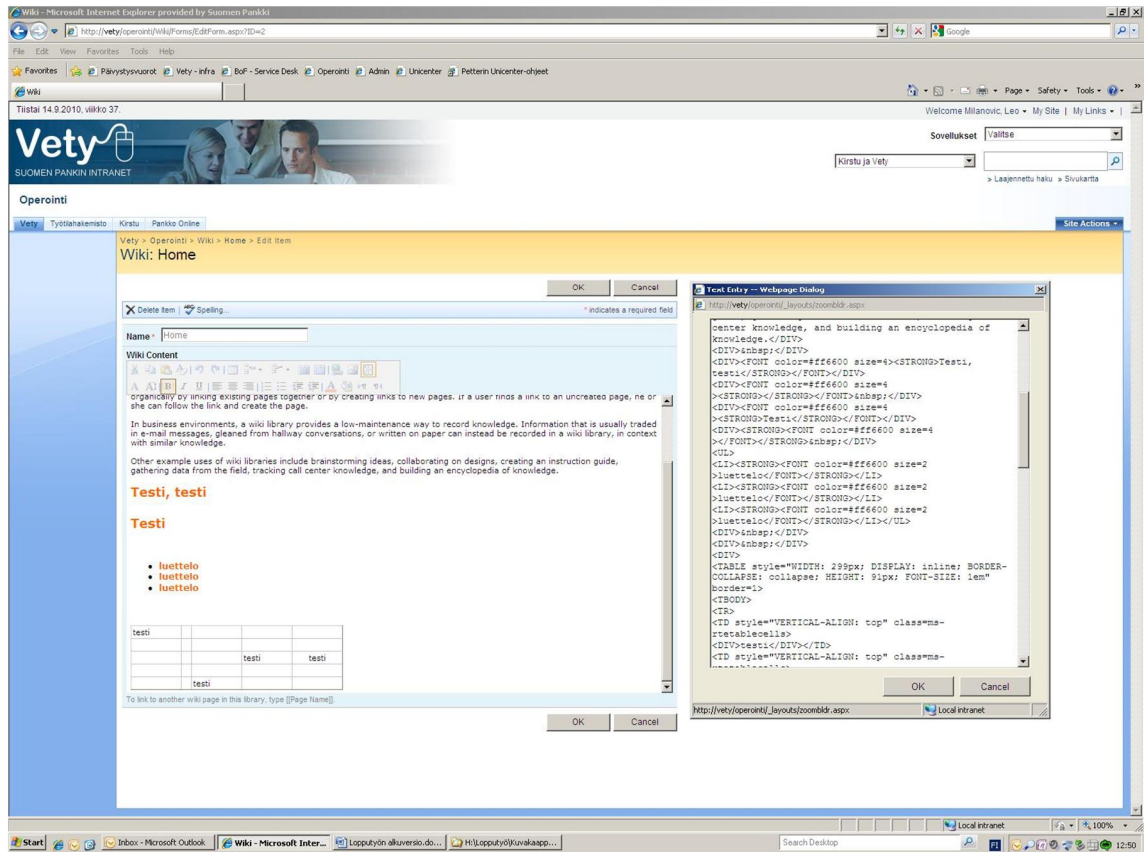 Wiki - Microsoft Internet Explorer provided by Suomen Pankki
http://vety/operointi/Wiki/Forms/EditForm.aspx?ID=2
Google
File Edit View Favorites Tools Help
Favorites Päivystysvuorot Vety - infra BoF - Service Desk Operointi Admin Unicenter Petterin Unicenter-ohjeet
Wiki
Page Safety Tools
Tiistai 14.9.2010, viikko 37.
Welcome Milanovic, Leo My Site | My Links |
Vety
SUOMEN PANKIN INTRANET
Sovellukset Valitse
Kirstu ja Vety
» Laajennettu haku » Sivukartta
Operointi
Vety Työtilahakemisto Kirstu Pankko Online
Site Actions
Vety > Operointi > Wiki > Home > Edit Item
Wiki: Home
OK Cancel
Delete Item | Spelling...
* indicates a required field
Name * Home
Wiki Content
organically by linking existing pages together or by creating links to new pages. If a user finds a link to an uncreated page, he or
she can follow the link and create the page.
In business environments, a wiki library provides a low-maintenance way to record knowledge. Information that is usually traded
in e-mail messages, gleaned from hallway conversations, or written on paper can instead be recorded in a wiki library, in context
with similar knowledge.
Other example uses of wiki libraries include brainstorming ideas, collaborating on designs, creating an instruction guide,
gathering data from the field, tracking call center knowledge, and building an encyclopedia of knowledge.
Testi, testi
Testi
• luettelo
• luettelo
• luettelo
testi
testi testi
testi
To link to another wiki page in this library, type [[Page Name]].
OK Cancel
Text Entry -- Webpage Dialog
http://vety/operointi/_layouts/zoombldr.aspx
center knowledge, and building an encyclopedia of
knowledge.</DIV>
<DIV>&nbsp;</DIV>
<DIV><FONT color=#ff6600 size=4><STRONG>Testi,
testi</STRONG></FONT></DIV>
<DIV><FONT color=#ff6600 size=4
><STRONG></STRONG></FONT>&nbsp;</DIV>
<DIV><FONT color=#ff6600 size=4
><STRONG>Testi</STRONG></FONT></DIV>
<DIV><STRONG><FONT color=#ff6600 size=4
></FONT></STRONG>&nbsp;</DIV>
<UL>
<LI><STRONG><FONT color=#ff6600 size=2
>luettelo</FONT></STRONG></LI>
<LI><STRONG><FONT color=#ff6600 size=2
>luettelo</FONT></STRONG></LI>
<LI><STRONG><FONT color=#ff6600 size=2
>luettelo</FONT></STRONG></LI></UL>
<DIV>&nbsp;</DIV>
<DIV>&nbsp;</DIV>
<DIV>
<TABLE style="WIDTH: 299px; DISPLAY: inline; BORDER-
COLLAPSE: collapse; HEIGHT: 91px; FONT-SIZE: 1em"
border=1>
<TBODY>
<TR>
<TD style="VERTICAL-ALIGN: top" class=ms-
rtetablecells>
<DIV>testi</DIV></TD>
<TD style="VERTICAL-ALIGN: top" class=ms-
OK Cancel
http://vety/operointi/_layouts/zoombldr.aspx Local intranet
Local intranet 100%
Start Inbox - Microsoft Outlook Wiki - Microsoft Inter... Lopputyön alkuversio.do... H:\Lopputyö\Kuvakaapp...
Search Desktop
FI 12:50